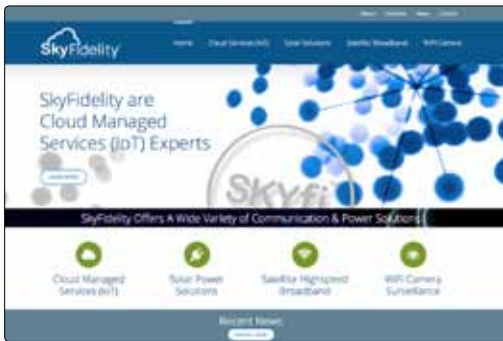 SkyFidelity
Home Cloud Services (IoT) Solar Solutions Satellite Broadband WiFi Camera
SkyFidelity are
Cloud Managed
Services (IoT) Experts
SKYfi
SkyFidelity Offers A Wide Variety of Communication & Power Solutions
Cloud Managed
Services (IoT)
Solar Power
Solutions
Satellite Highspeed
Broadband
WiFi Camera
Surveillance
Recent News